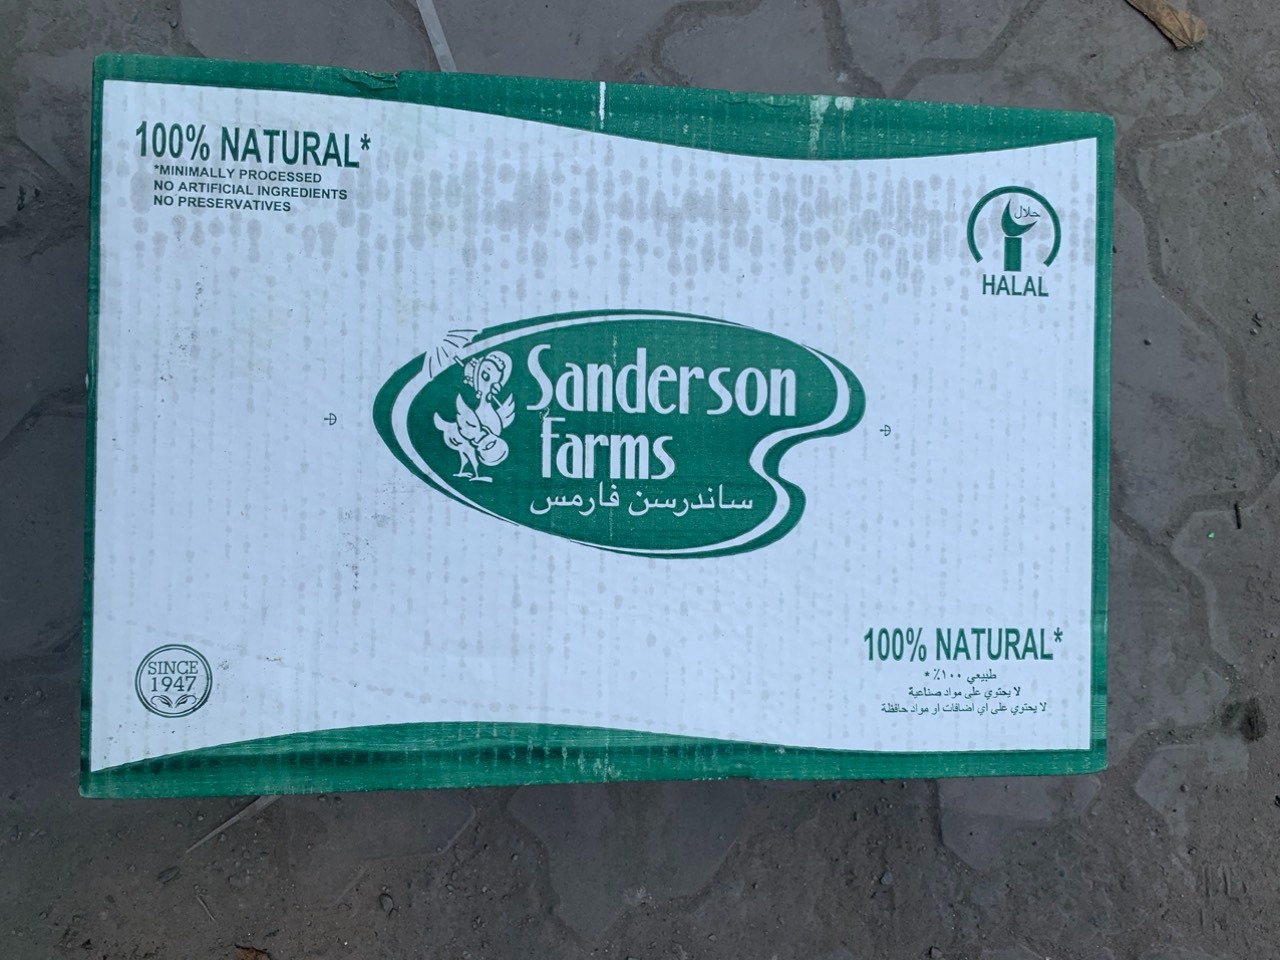 100% NATURAL*
*MINIMALLY PROCESSED
NO ARTIFICIAL INGREDIENTS
NO PRESERVATIVES
حلال
HALAL
Sanderson
farms
ساندرسن فارمس
SINCE
1947
100% NATURAL*
طبيعي ١٠٠٪ *
لا يحتوي على مواد صناعية
لا يحتوي على اي اضافات او مواد حافظة